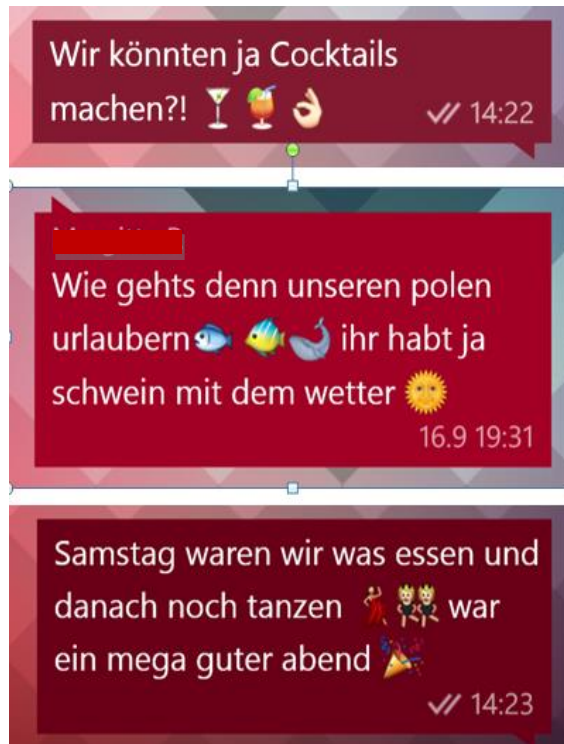 Wir könnten ja Cocktails
machen?! 🍸🍹👌 14:22
Wie gehts denn unseren polen
urlaubern🐟🐠🐳 ihr habt ja
schwein mit dem wetter 🌞
16.9 19:31
Samstag waren wir was essen und
danach noch tanzen 💃👯 war
ein mega guter abend 🎉
14:23